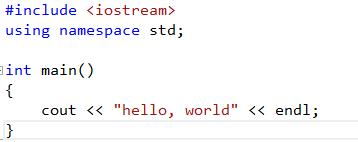 #include <iostream>
using namespace std;
int main()
{
    cout << "hello, world" << endl;
}